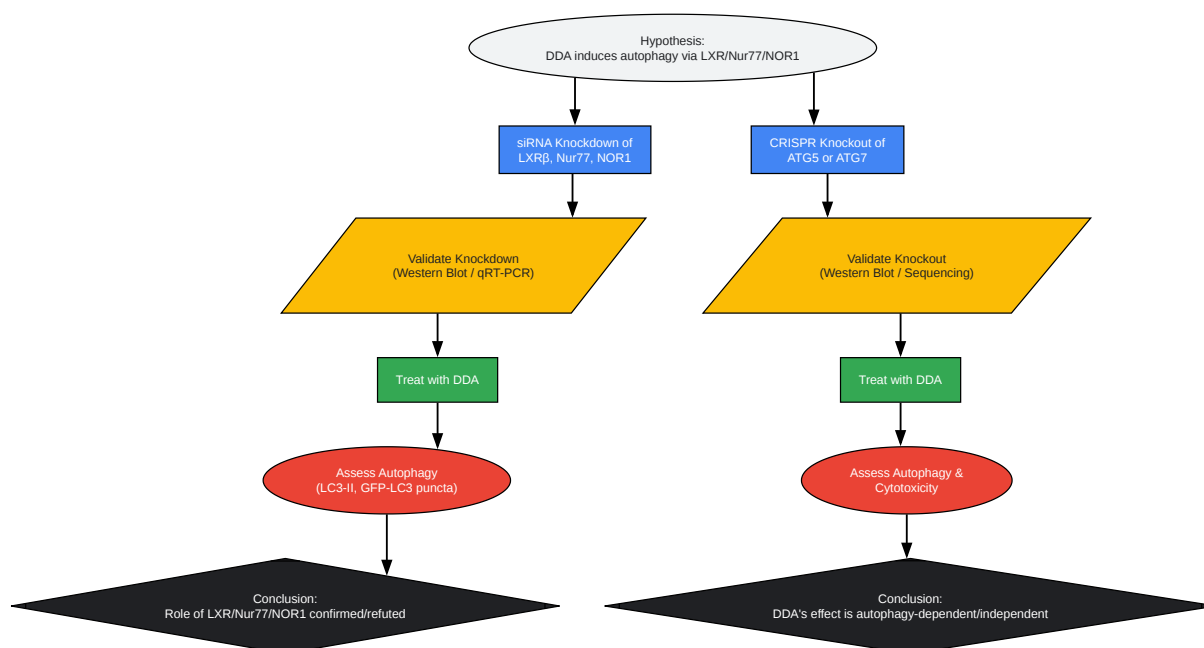 Hypothesis:
DDA induces autophagy via LXR/Nur77/NOR1
siRNA Knockdown of
LXRβ, Nur77, NOR1
CRISPR Knockout of
ATG5 or ATG7
Validate Knockdown
(Western Blot / qRT-PCR)
Validate Knockout
(Western Blot / Sequencing)
Treat with DDA
Treat with DDA
Assess Autophagy
(LC3-II, GFP-LC3 puncta)
Assess Autophagy &
Cytotoxicity
Conclusion:
Role of LXR/Nur77/NOR1 confirmed/refuted
Conclusion:
DDA's effect is autophagy-dependent/independent